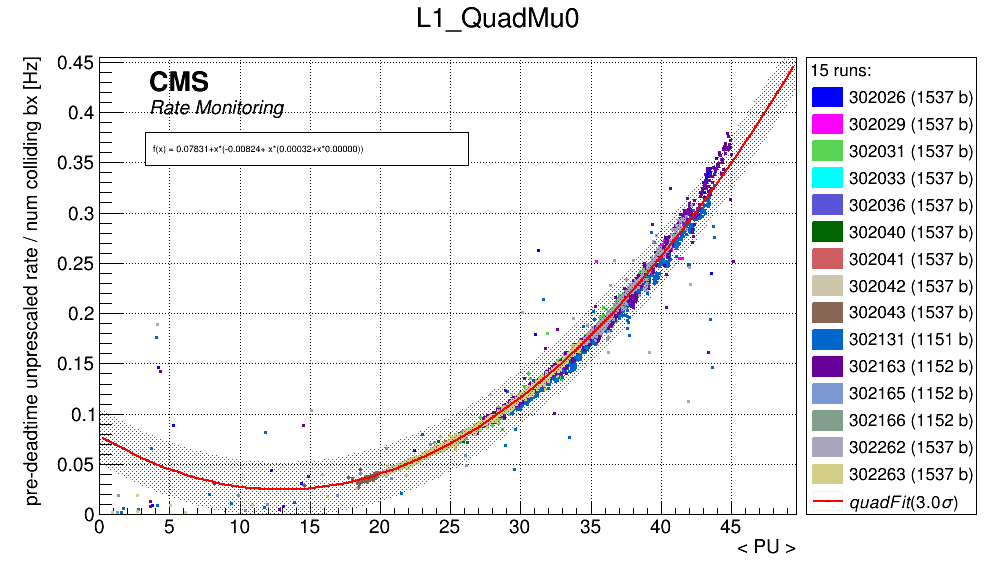 L1_QuadMu0
pre-deadtime unprescaled rate / num colliding bx [Hz]
0.45
0.4
0.35
0.3
0.25
0.2
0.15
0.1
0.05
0
CMS
Rate Monitoring
f(x) = 0.07831+x*(-0.00824+ x*(0.00032+x*0.00000))
0 5 10 15 20 25 30 35 40 45
< PU >
15 runs:
302026 (1537 b)
302029 (1537 b)
302031 (1537 b)
302033 (1537 b)
302036 (1537 b)
302040 (1537 b)
302041 (1537 b)
302042 (1537 b)
302043 (1537 b)
302131 (1151 b)
302163 (1152 b)
302165 (1152 b)
302166 (1152 b)
302262 (1537 b)
302263 (1537 b)
quadFit(3.0σ)